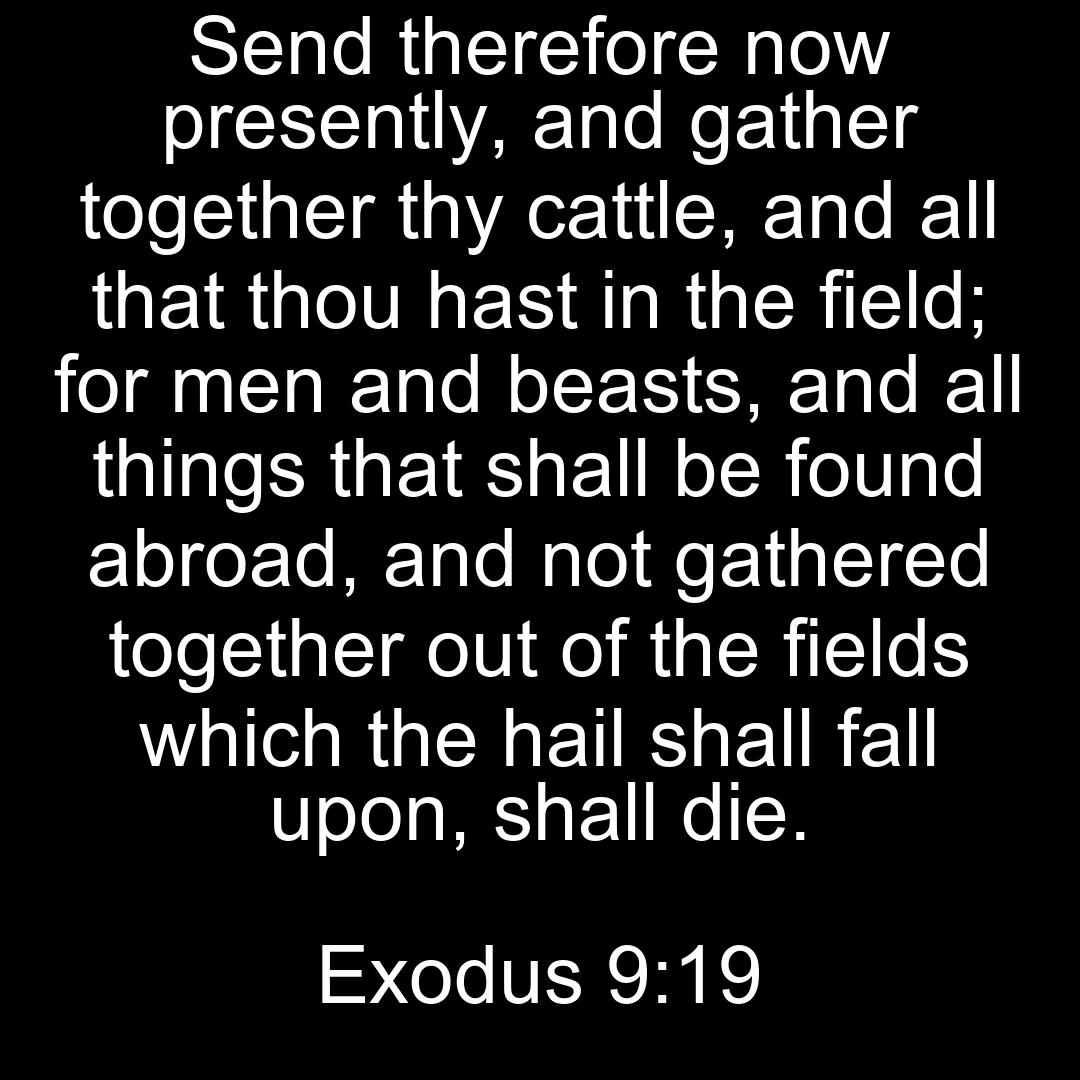 Send therefore now
presently, and gather
together thy cattle, and all
that thou hast in the field;
for men and beasts, and all
things that shall be found
abroad, and not gathered
together out of the fields
which the hail shall fall
upon, shall die.
Exodus 9:19